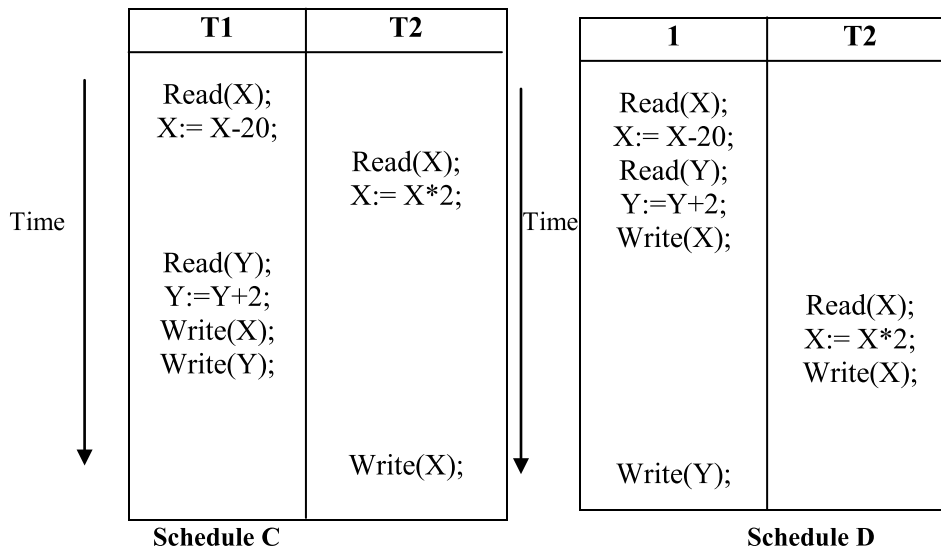 T1 T2
Read(X);
X:= X-20;
Read(X);
X:= X*2;
Time
Read(Y);
Y:=Y+2;
Write(X);
Write(Y);
Write(X);
Schedule C
1 T2
Read(X);
X:= X-20;
Read(Y);
Y:=Y+2;
Time
Write(X);
Read(X);
X:= X*2;
Write(X);
Write(Y);
Schedule D